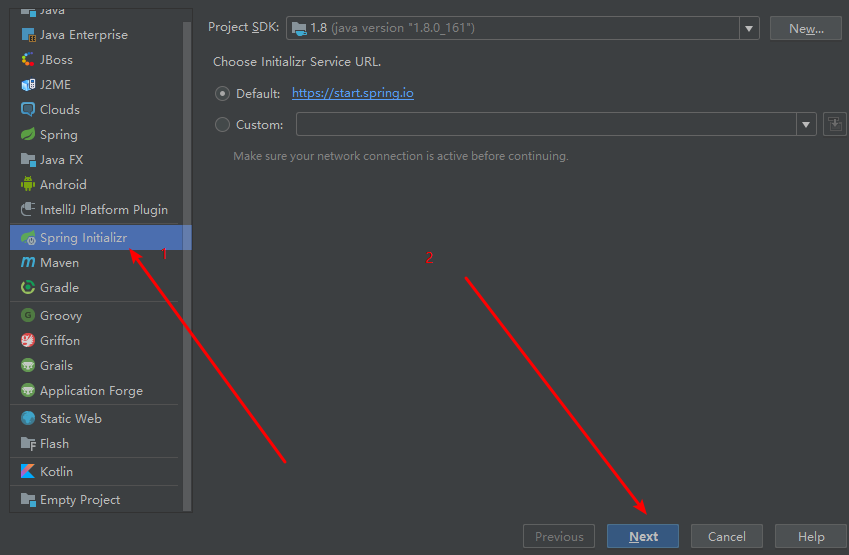 Java
Java Enterprise
JBoss
J2ME
Clouds
Spring
Java FX
Android
IntelliJ Platform Plugin
Spring Initializr
Maven
Gradle
Groovy
Griffon
Grails
Application Forge
Static Web
Flash
Kotlin
Empty Project
Project SDK: 1.8 (java version "1.8.0_161") New...
Choose Initializr Service URL.
Default: https://start.spring.io
Custom:
Make sure your network connection is active before continuing.
1
2
Previous Next Cancel Help